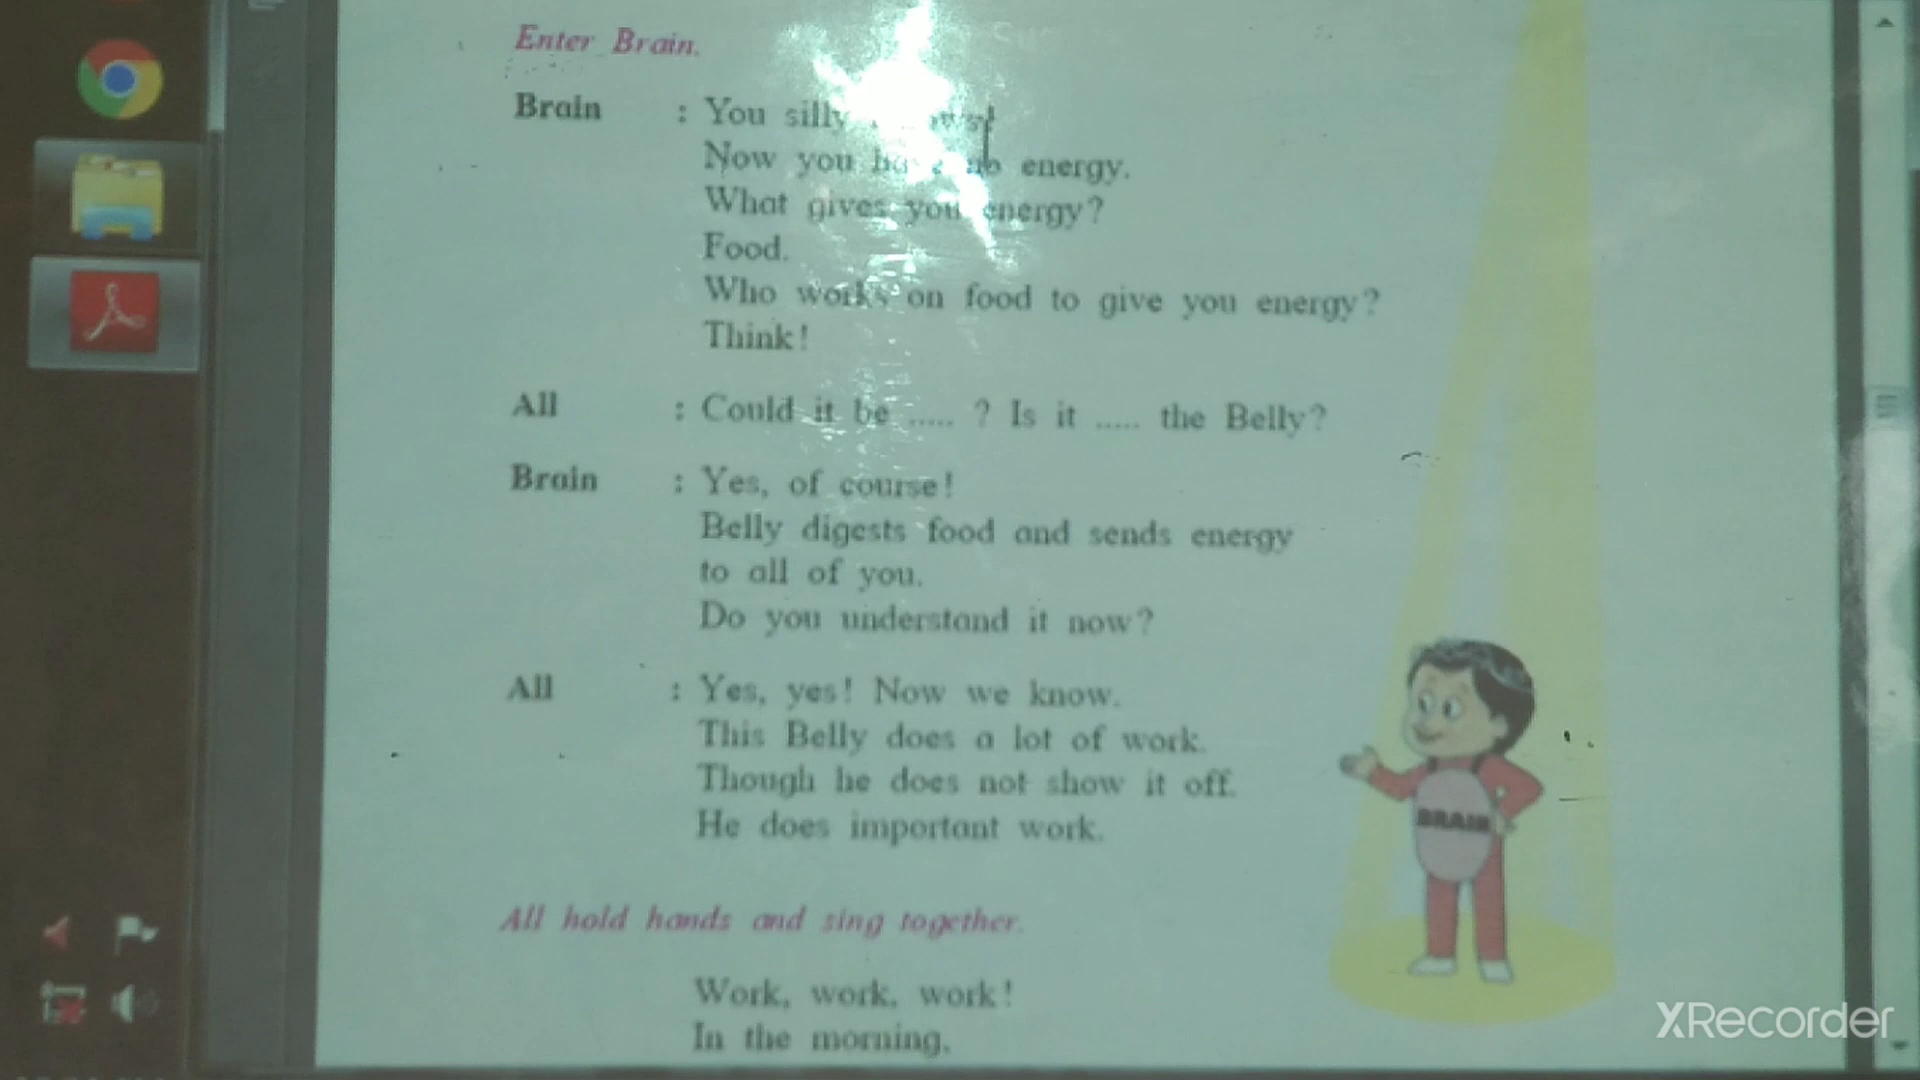 Enter Brain.
Brain : You silly
Now you have no energy.
What gives you energy?
Food.
Who works on food to give you energy?
Think!
All : Could it be ..... ? Is it ..... the Belly?
Brain : Yes, of course!
Belly digests food and sends energy
to all of you.
Do you understand it now?
All : Yes, yes! Now we know.
This Belly does a lot of work.
Though he does not show it off.
He does important work.
BRAIN
All hold hands and sing together.
Work, work, work!
In the morning.
XRecorder